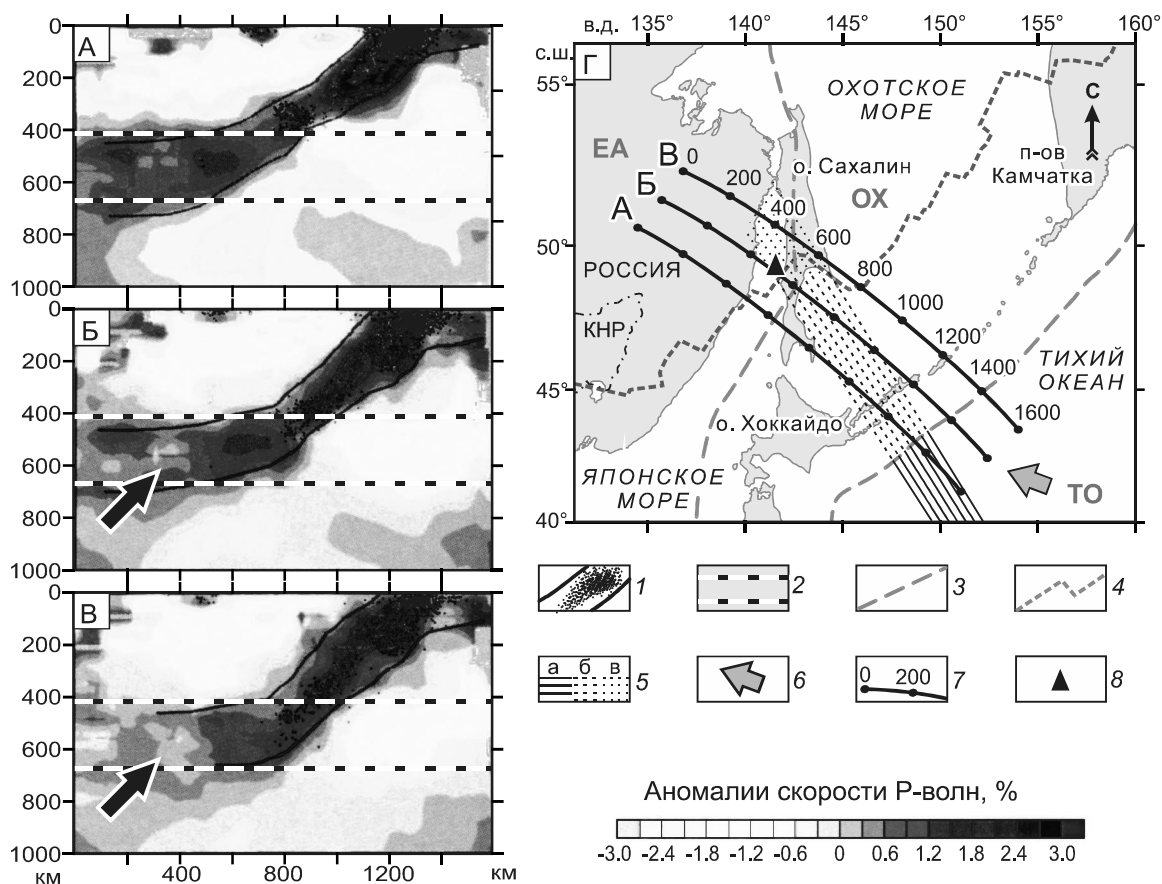 А
0
200
400
600
800
1000
Б
0
200
400
600
800
1000
В
0
200
400
600
800
1000
км
400
800
1200
км
в.д. 135° 141° 145° 150° 155° 160°
с.ш.
55°
50°
45°
40°
Г
ОХОТСКОЕ
МОРЕ
С
п-ов
Камчатка
ЕА
о. Сахалин
ОХ
В 0 200 400 600 800 1000 1200 1400 1600
Б
А
РОССИЯ
КНР
ТИХИЙ
ОКЕАН
о. Хоккайдо
ЯПОНСКОЕ
МОРЕ
ТО
1 2 3 4
а б в
5 6
0 200
7 8
Аномалии скорости Р-волн, %
-3.0 -2.4 -1.8 -1.2 -0.6 0 0.6 1.2 1.8 2.4 3.0